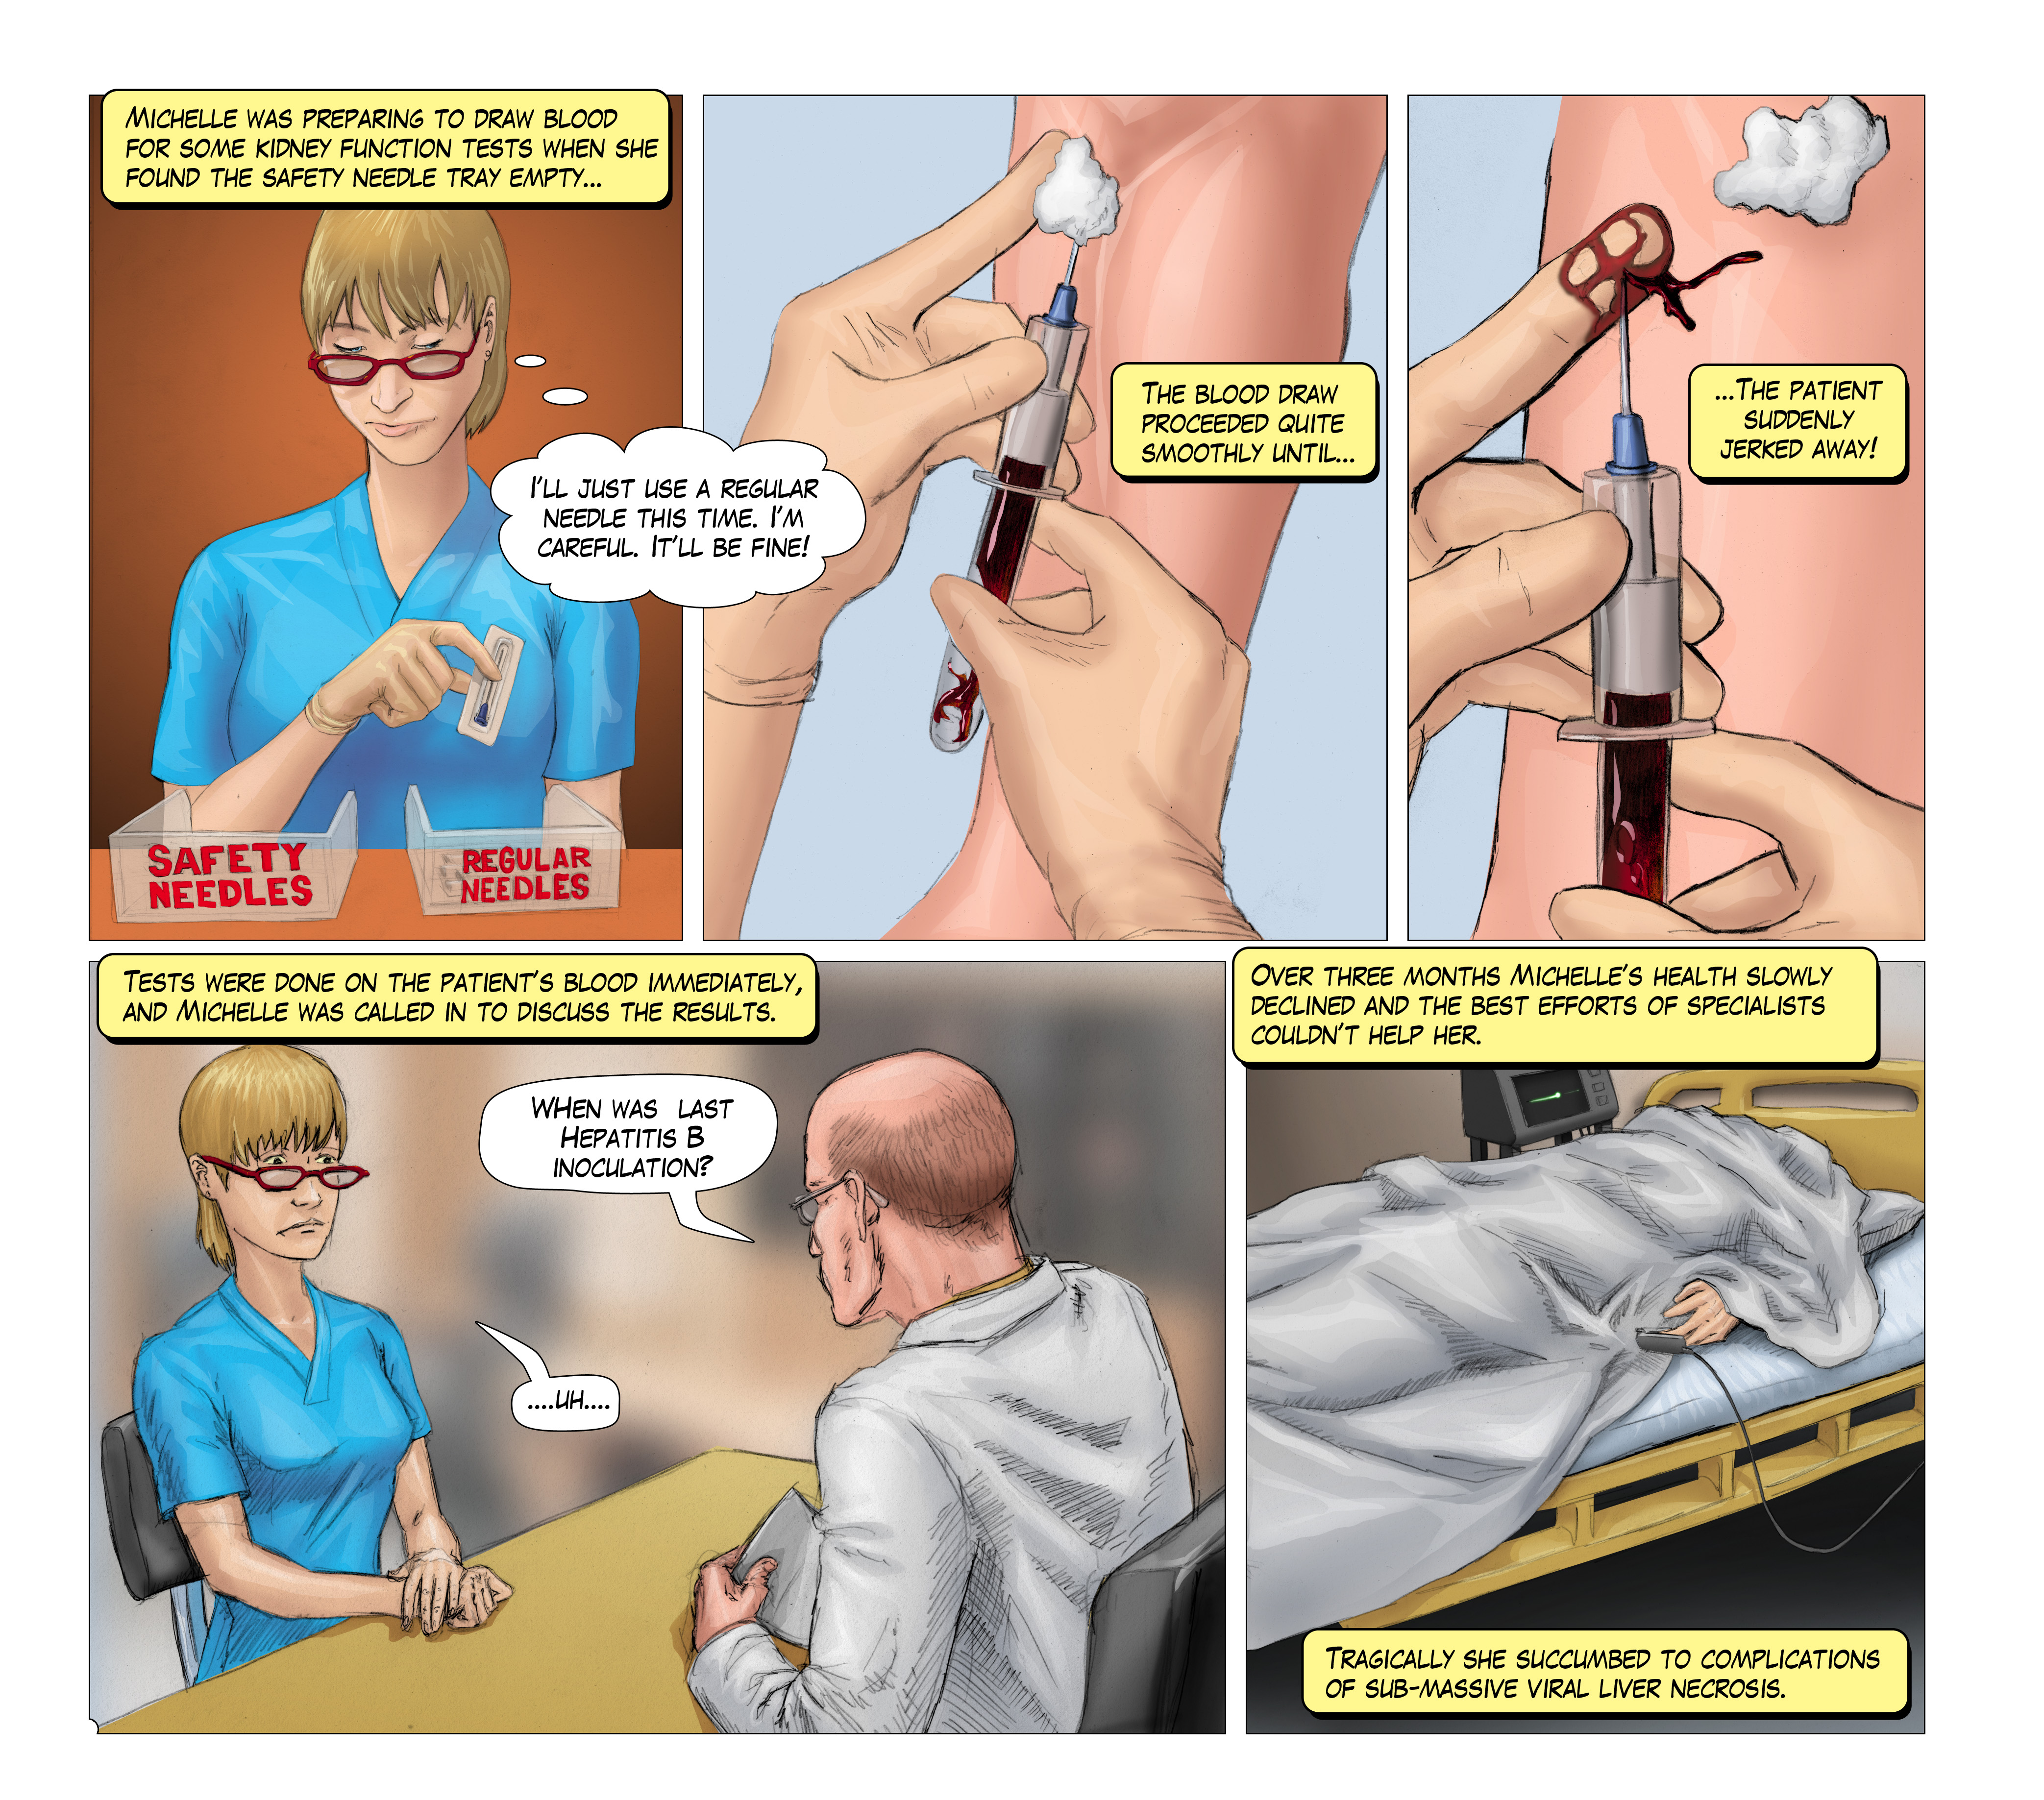 Michelle was preparing to draw blood
for some kidney function tests when she
found the safety needle tray empty...
I'll just use a regular
needle this time. I'm
careful. It'll be fine!
SAFETY
NEEDLES
REGULAR
NEEDLES
The blood draw
proceeded quite
smoothly until...
...The patient
suddenly
jerked away!
Tests were done on the patient's blood immediately,
and Michelle was called in to discuss the results.
When was last
Hepatitis B
inoculation?
....uh....
Over three months Michelle's health slowly
declined and the best efforts of specialists
couldn't help her.
Tragically she succumbed to complications
of sub-massive viral liver necrosis.